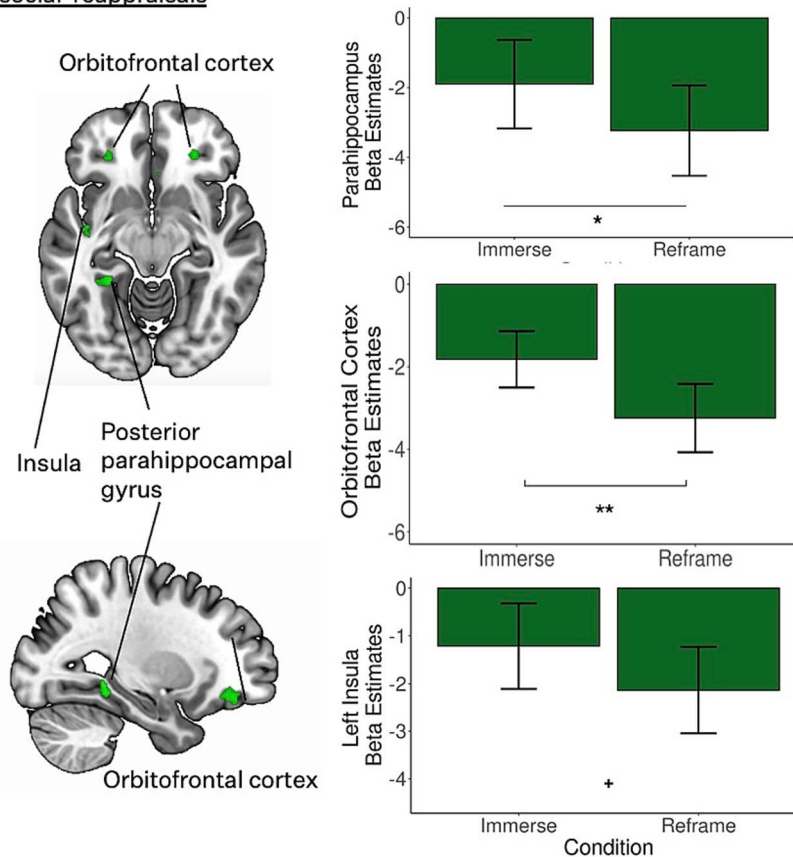 social reappraisals
Orbitofrontal cortex
Insula
Posterior
parahippocampal
gyrus
Orbitofrontal cortex
Parahippocampus
Beta Estimates
0
-2
-4
-6
*
Immerse Reframe
Orbitofrontal Cortex
Beta Estimates
0
-2
-4
-6
**
Immerse Reframe
Left Insula
Beta Estimates
0
-1
-2
-3
-4
+
Immerse Reframe
Condition